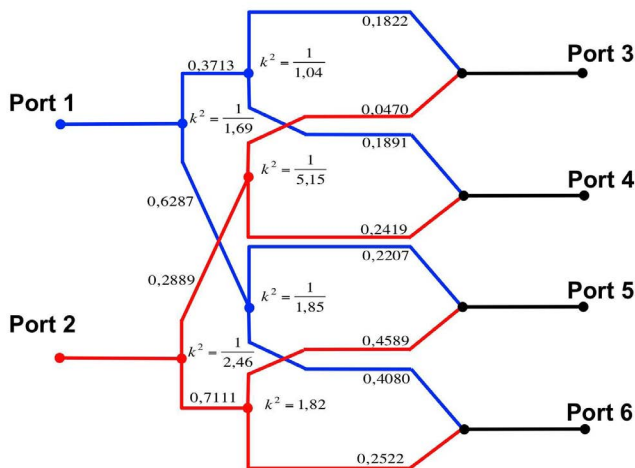 0,1822
Port 3
0,3713
k² = 1/1,04
Port 1
0,0470
k² = 1/1,69
0,1891
k² = 1/5,15
Port 4
0,6287
0,2419
0,2207
0,2889
k² = 1/1,85
Port 5
Port 2
0,4589
k² = 1/2,46
0,4080
0,7111
k² = 1,82
Port 6
0,2522